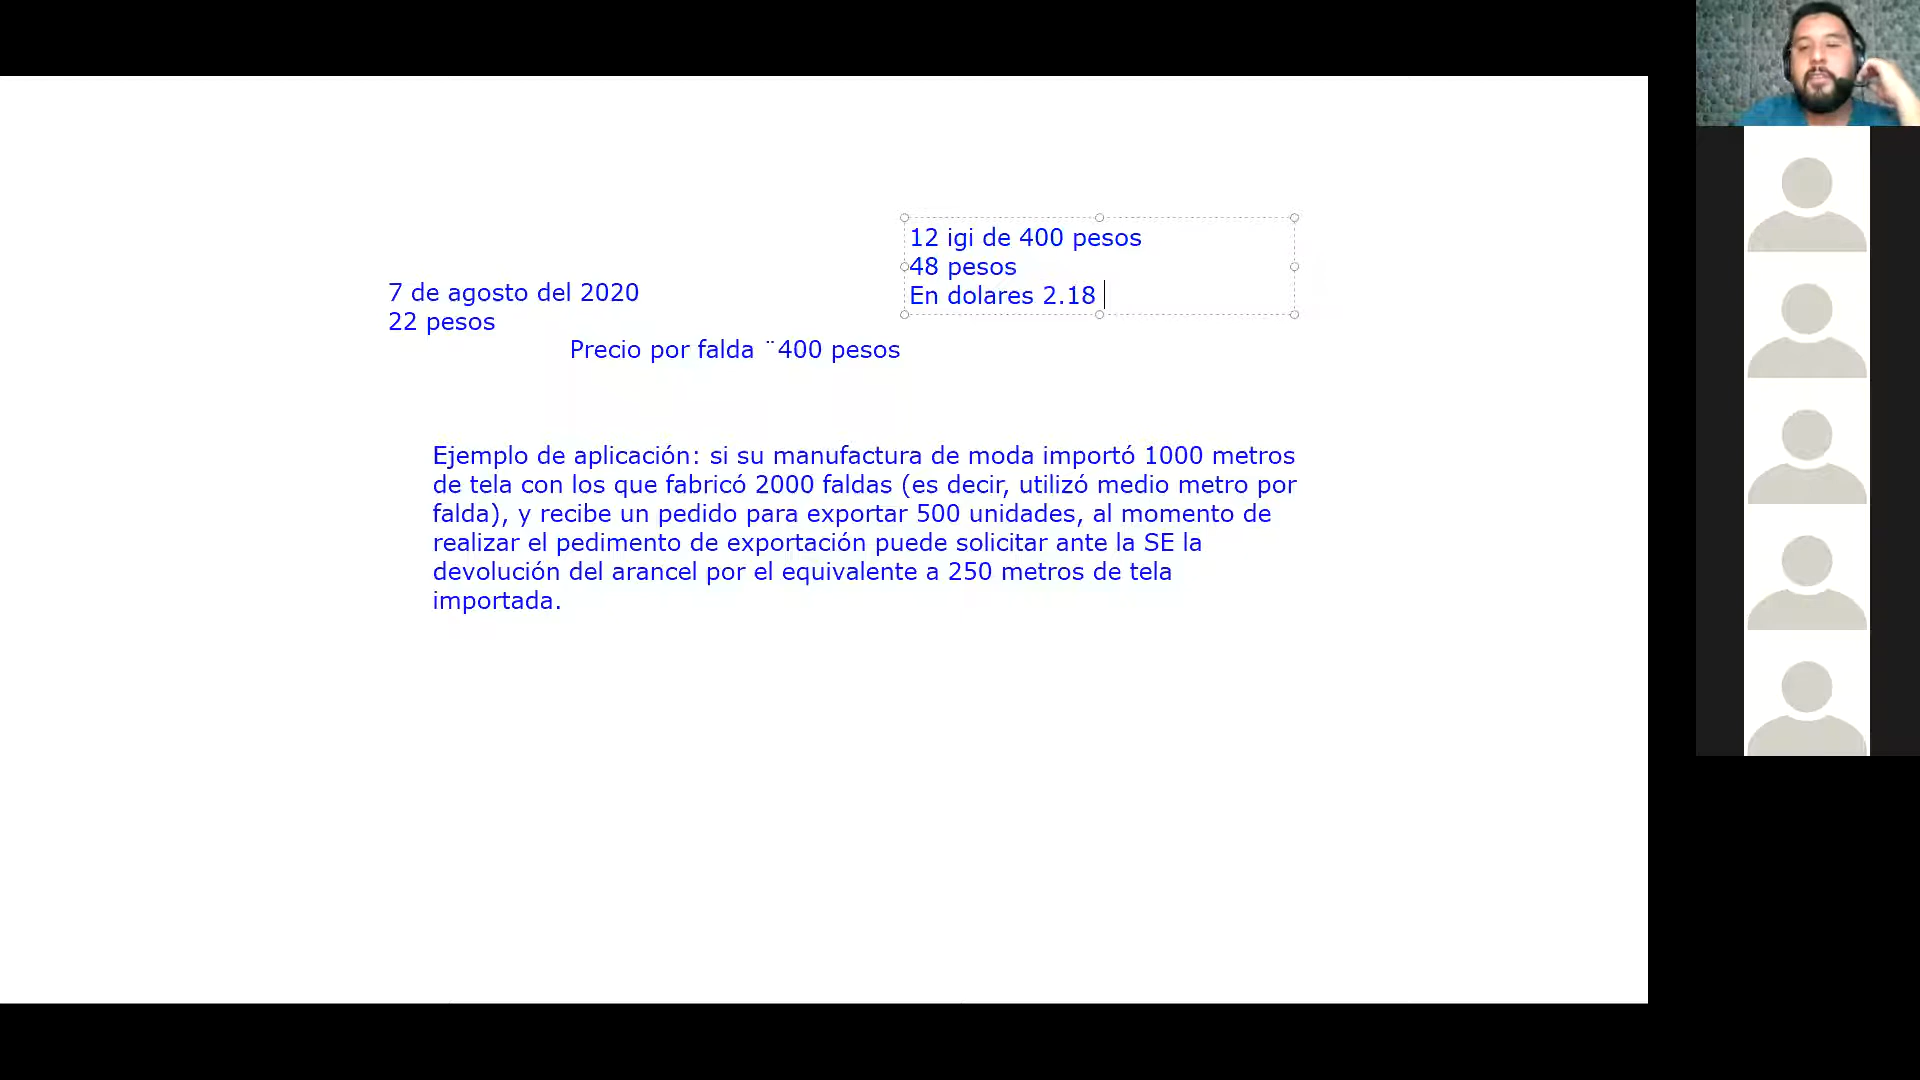 12 igi de 400 pesos
48 pesos
En dolares 2.18
7 de agosto del 2020
22 pesos
Precio por falda ¨400 pesos
Ejemplo de aplicación: si su manufactura de moda importó 1000 metros
de tela con los que fabricó 2000 faldas (es decir, utilizó medio metro por
falda), y recibe un pedido para exportar 500 unidades, al momento de
realizar el pedimento de exportación puede solicitar ante la SE la
devolución del arancel por el equivalente a 250 metros de tela
importada.